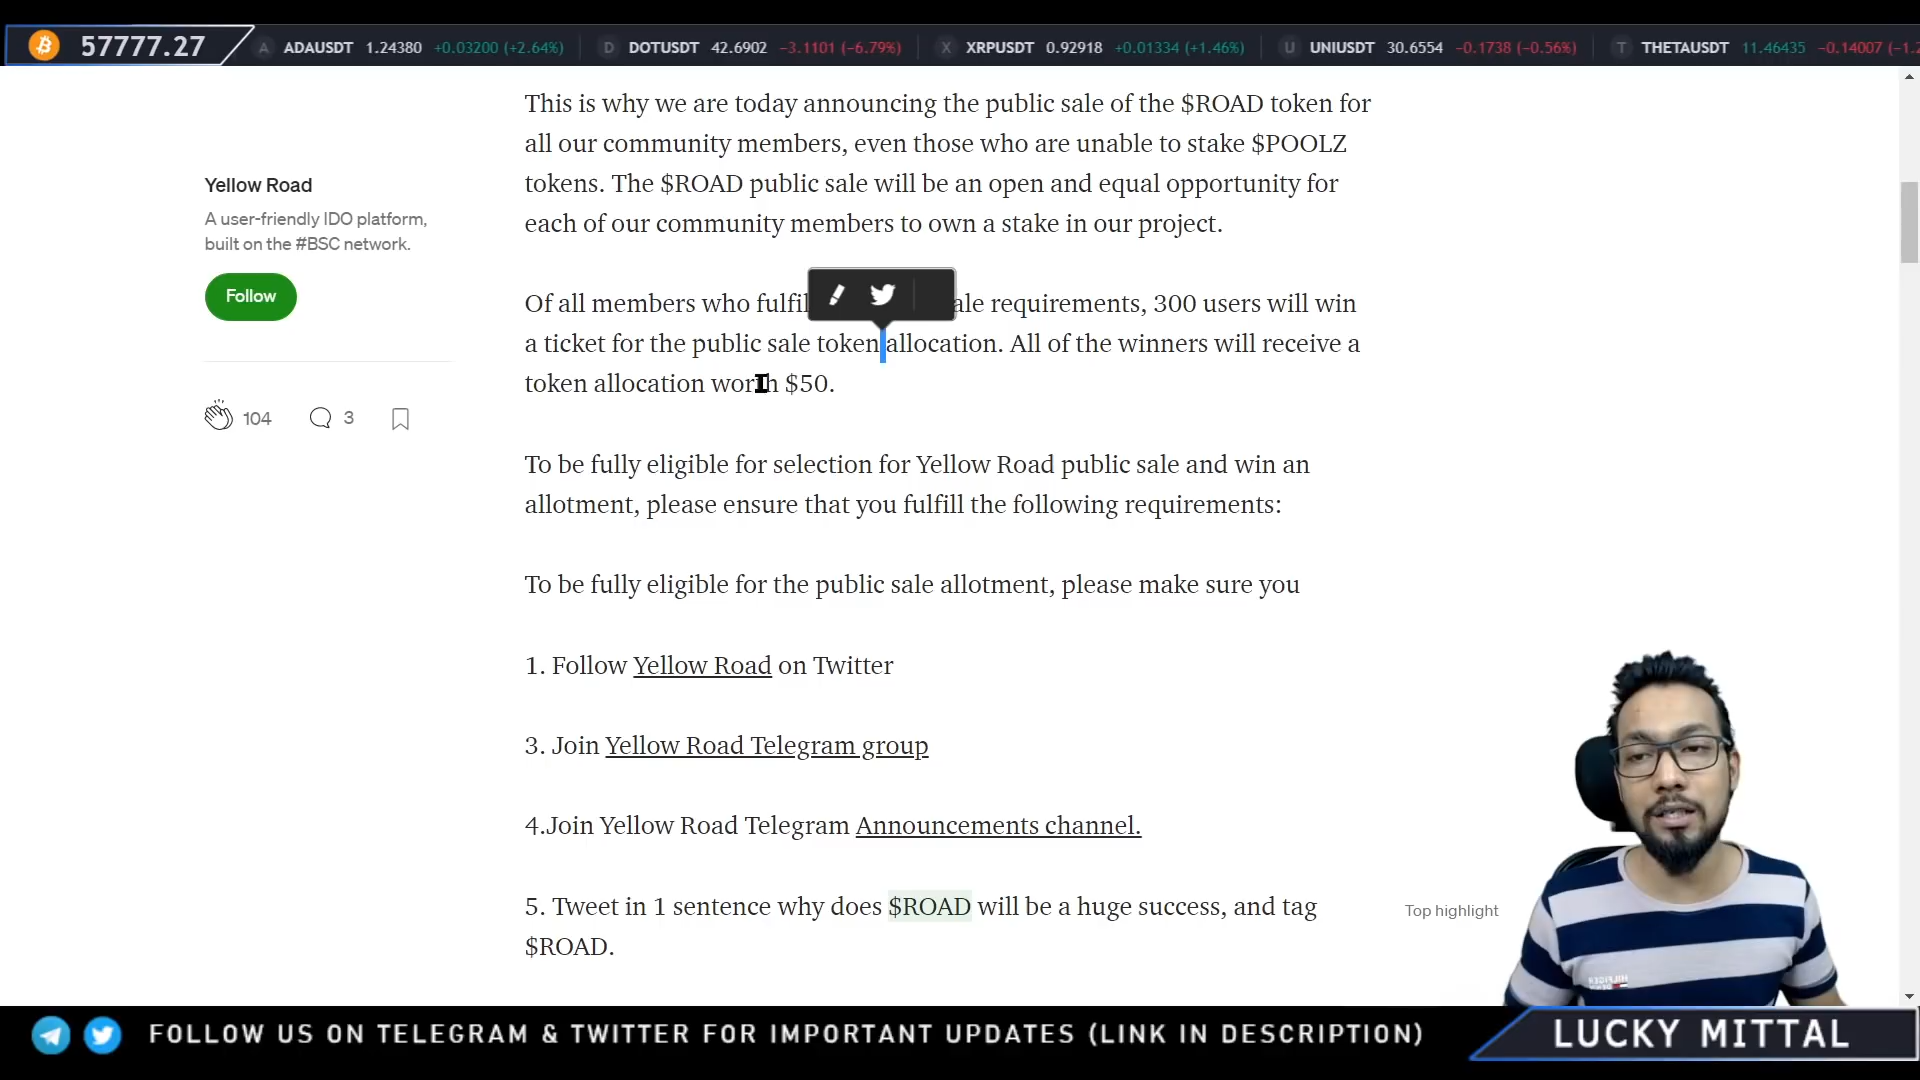 57777.27
A ADAUSDT 1.24380 +0.03200 (+2.64%) D DOTUSDT 42.6902 −3.1101 (−6.79%) X XRPUSDT 0.92918 +0.01334 (+1.46%) U UNIUSDT 30.6554 −0.1738 (−0.56%) T THETAUSDT 11.46435 −0.14007
This is why we are today announcing the public sale of the $ROAD token for
all our community members, even those who are unable to stake $POOLZ
tokens. The $ROAD public sale will be an open and equal opportunity for
each of our community members to own a stake in our project.
Yellow Road
A user-friendly IDO platform,
built on the #BSC network.
Follow
104 3
Of all members who fulfil ale requirements, 300 users will win
a ticket for the public sale token allocation. All of the winners will receive a
token allocation worth $50.
To be fully eligible for selection for Yellow Road public sale and win an
allotment, please ensure that you fulfill the following requirements:
To be fully eligible for the public sale allotment, please make sure you
1. Follow Yellow Road on Twitter
3. Join Yellow Road Telegram group
4.Join Yellow Road Telegram Announcements channel.
5. Tweet in 1 sentence why does $ROAD will be a huge success, and tag
$ROAD.
Top highlight
FOLLOW US ON TELEGRAM & TWITTER FOR IMPORTANT UPDATES (LINK IN DESCRIPTION)
LUCKY MITTAL